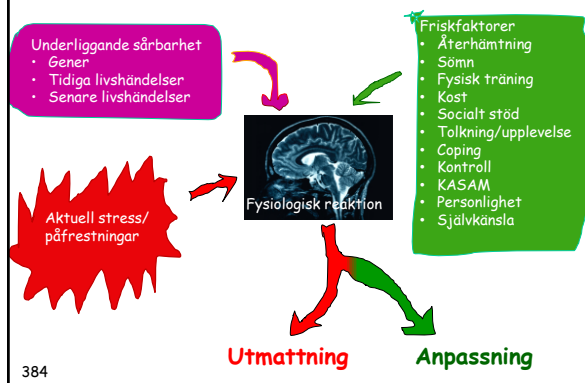 Underliggande sårbarhet
• Gener
• Tidiga livshändelser
• Senare livshändelser
Friskfaktorer
• Återhämtning
• Sömn
• Fysisk träning
• Kost
• Socialt stöd
• Tolkning/upplevelse
• Coping
• Kontroll
• KASAM
• Personlighet
• Självkänsla
Aktuell stress/
påfrestningar
Fysiologisk reaktion
Utmattning
Anpassning
384